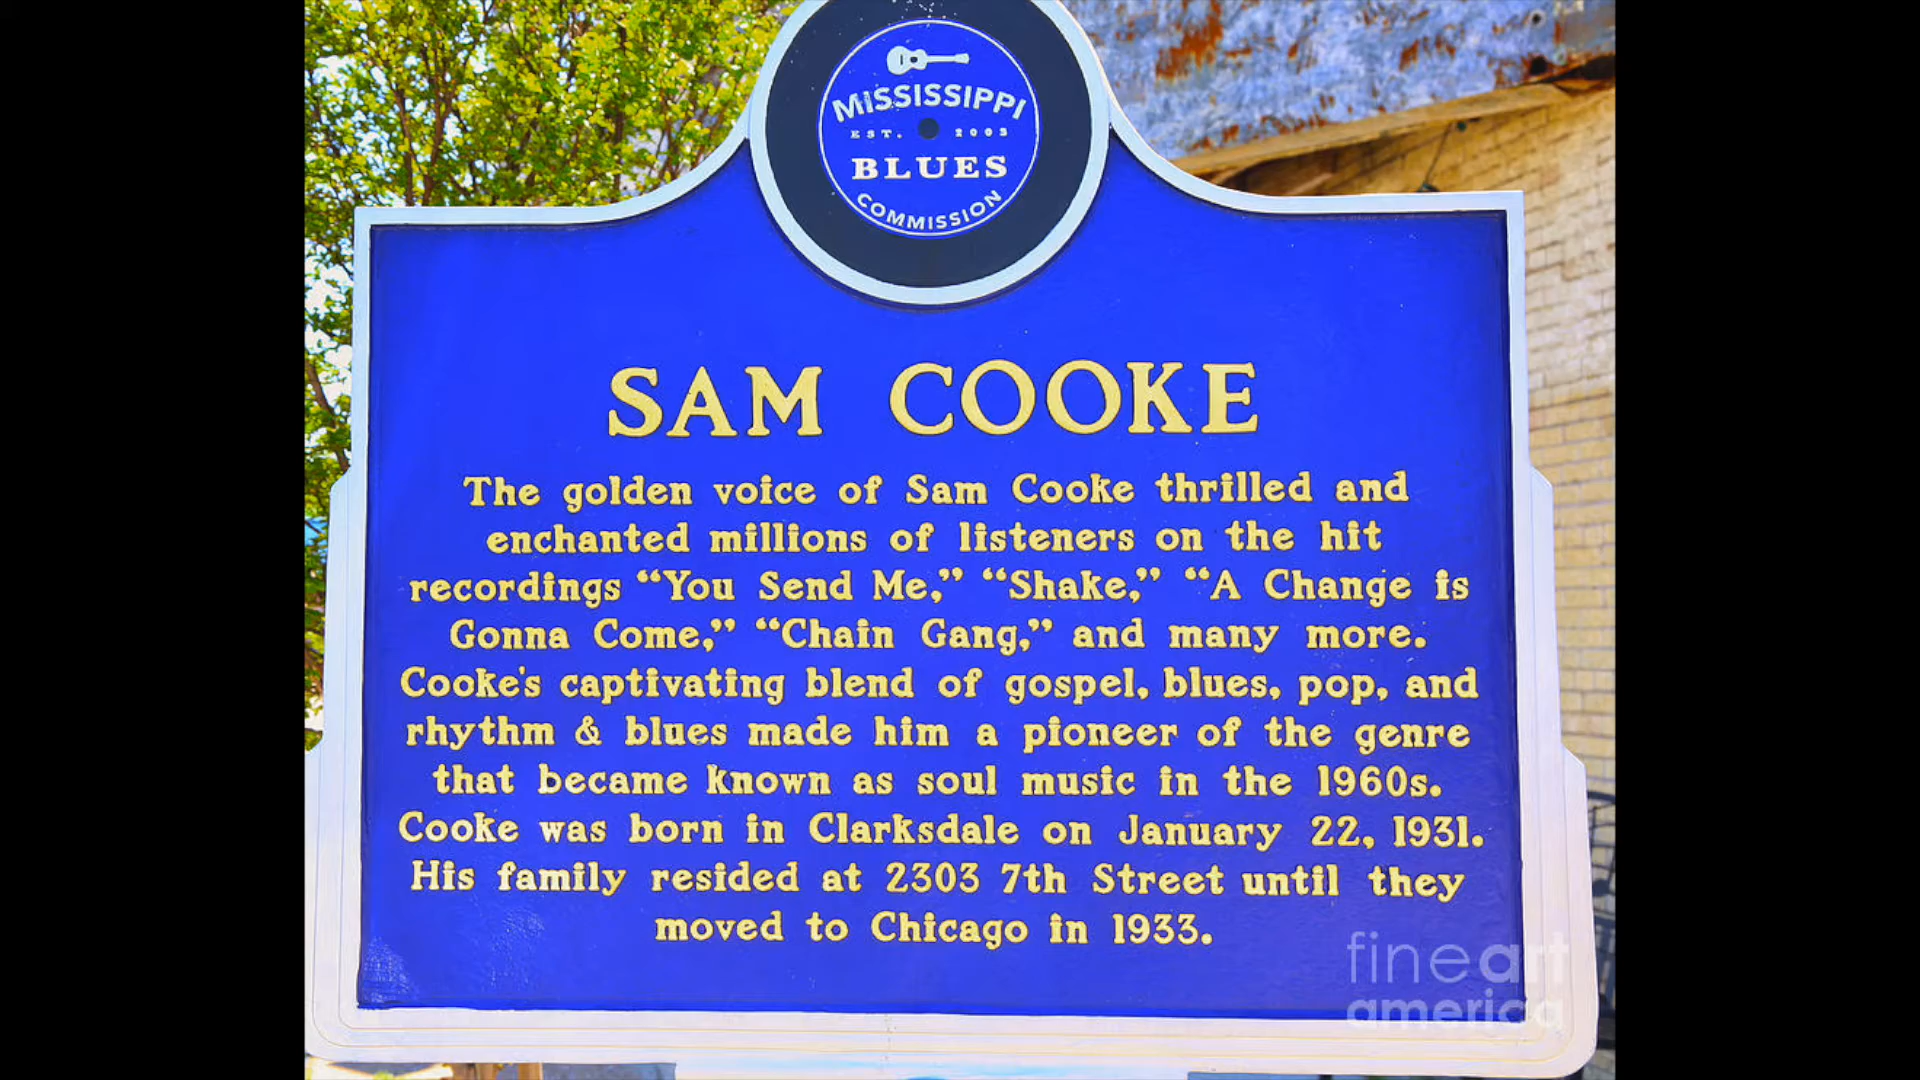 MISSISSIPPI
EST. 2003
BLUES
COMMISSION
SAM COOKE
The golden voice of Sam Cooke thrilled and
enchanted millions of listeners on the hit
recordings “You Send Me,” “Shake,” “A Change is
Gonna Come,” “Chain Gang,” and many more.
Cooke's captivating blend of gospel, blues, pop, and
rhythm & blues made him a pioneer of the genre
that became known as soul music in the 1960s.
Cooke was born in Clarksdale on January 22, 1931.
His family resided at 2303 7th Street until they
moved to Chicago in 1933.
fineart
america